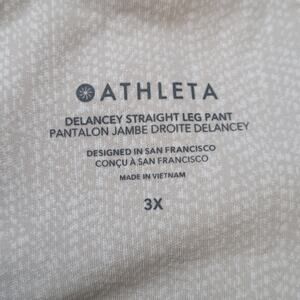 ATHLETA
DELANCEY STRAIGHT LEG PANT
PANTALON JAMBE DROITE DELANCEY
DESIGNED IN SAN FRANCISCO
CONÇU À SAN FRANCISCO
MADE IN VIETNAM
3X